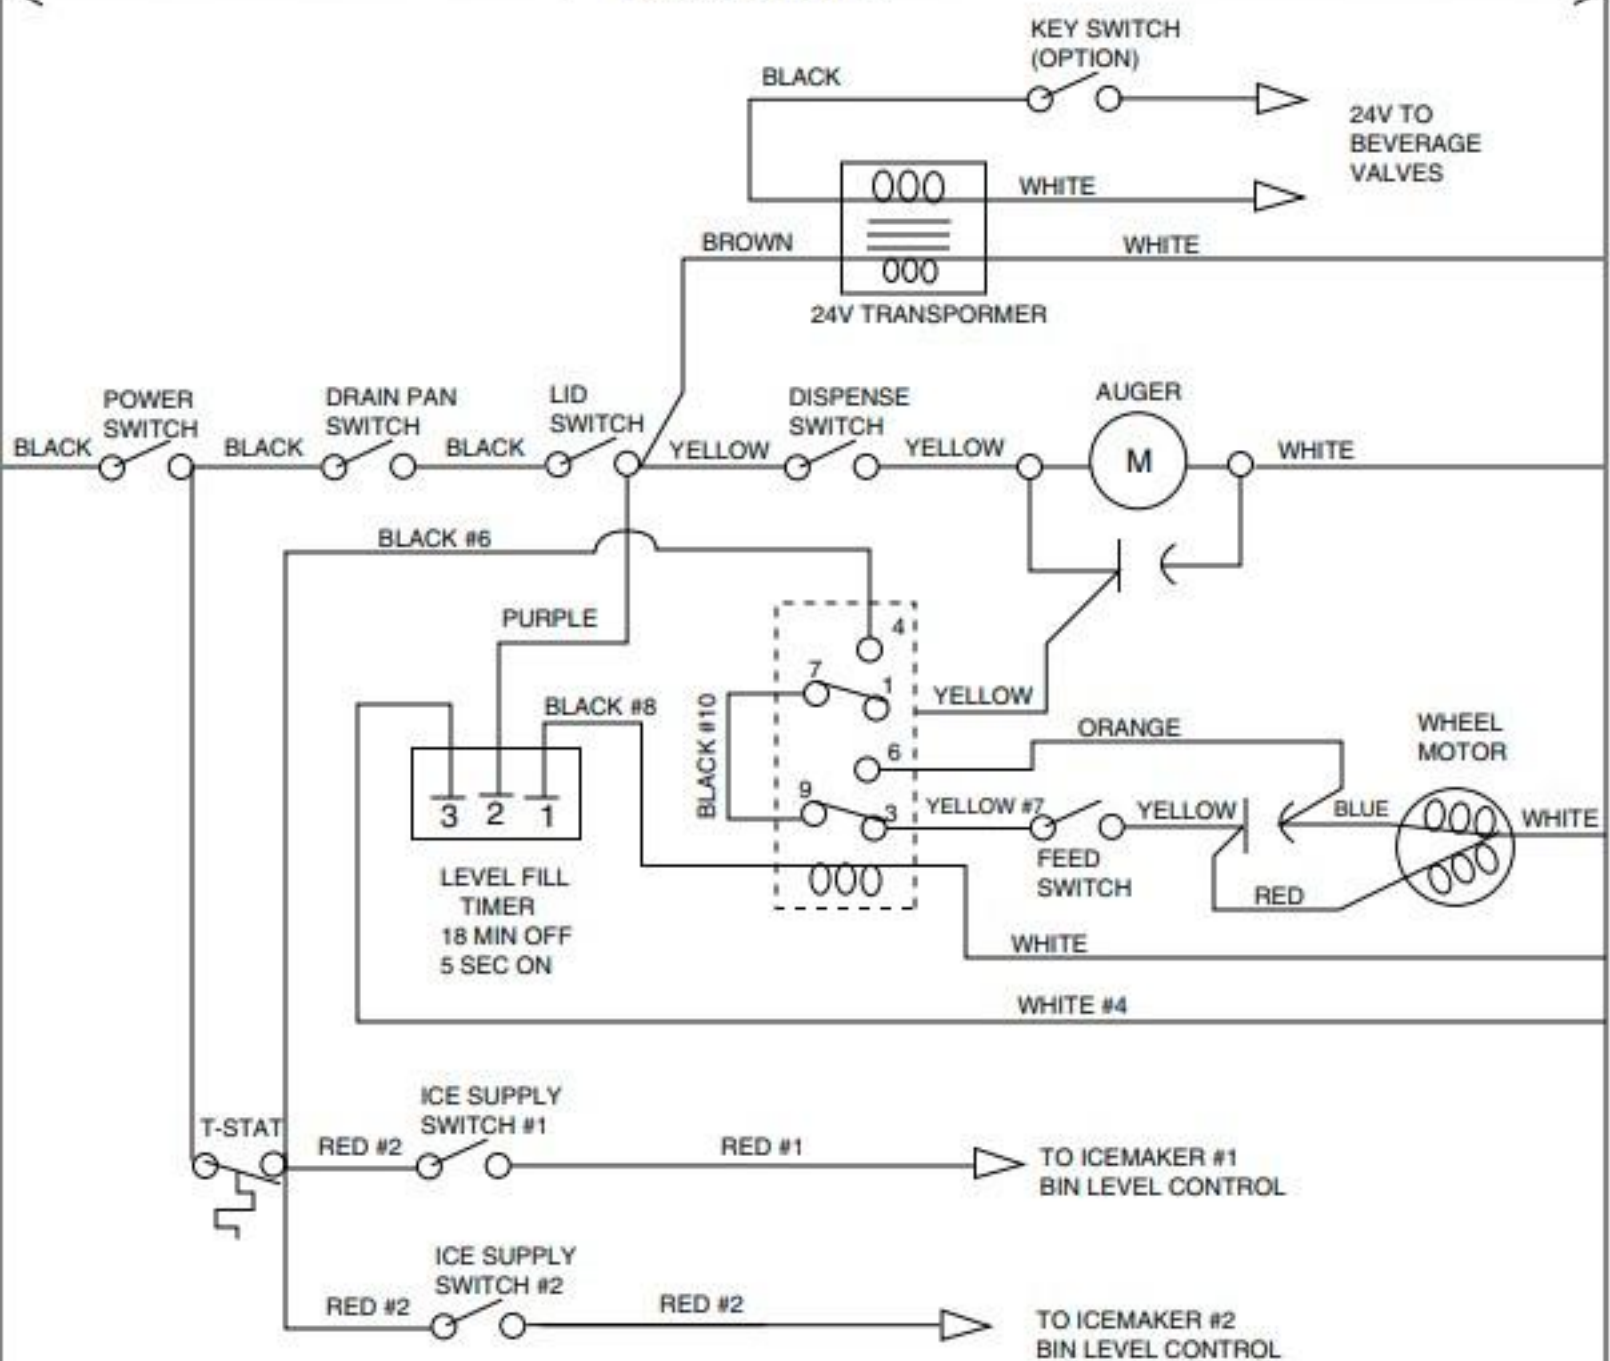 KEY SWITCH
(OPTION)
BLACK
24V TO
BEVERAGE
VALVES
WHITE
BROWN
WHITE
24V TRANSPORMER
POWER
SWITCH
DRAIN PAN
SWITCH
LID
SWITCH
DISPENSE
SWITCH
AUGER
BLACK
BLACK
BLACK
YELLOW
YELLOW
M
WHITE
BLACK #6
PURPLE
4
7
1
YELLOW
BLACK #8
BLACK #10
ORANGE
WHEEL
MOTOR
6
9
3
YELLOW #7
YELLOW
BLUE
WHITE
3 2 1
FEED
SWITCH
RED
LEVEL FILL
TIMER
18 MIN OFF
5 SEC ON
WHITE
WHITE #4
T-STAT
ICE SUPPLY
SWITCH #1
RED #2
RED #1
TO ICEMAKER #1
BIN LEVEL CONTROL
ICE SUPPLY
SWITCH #2
RED #2
RED #2
TO ICEMAKER #2
BIN LEVEL CONTROL